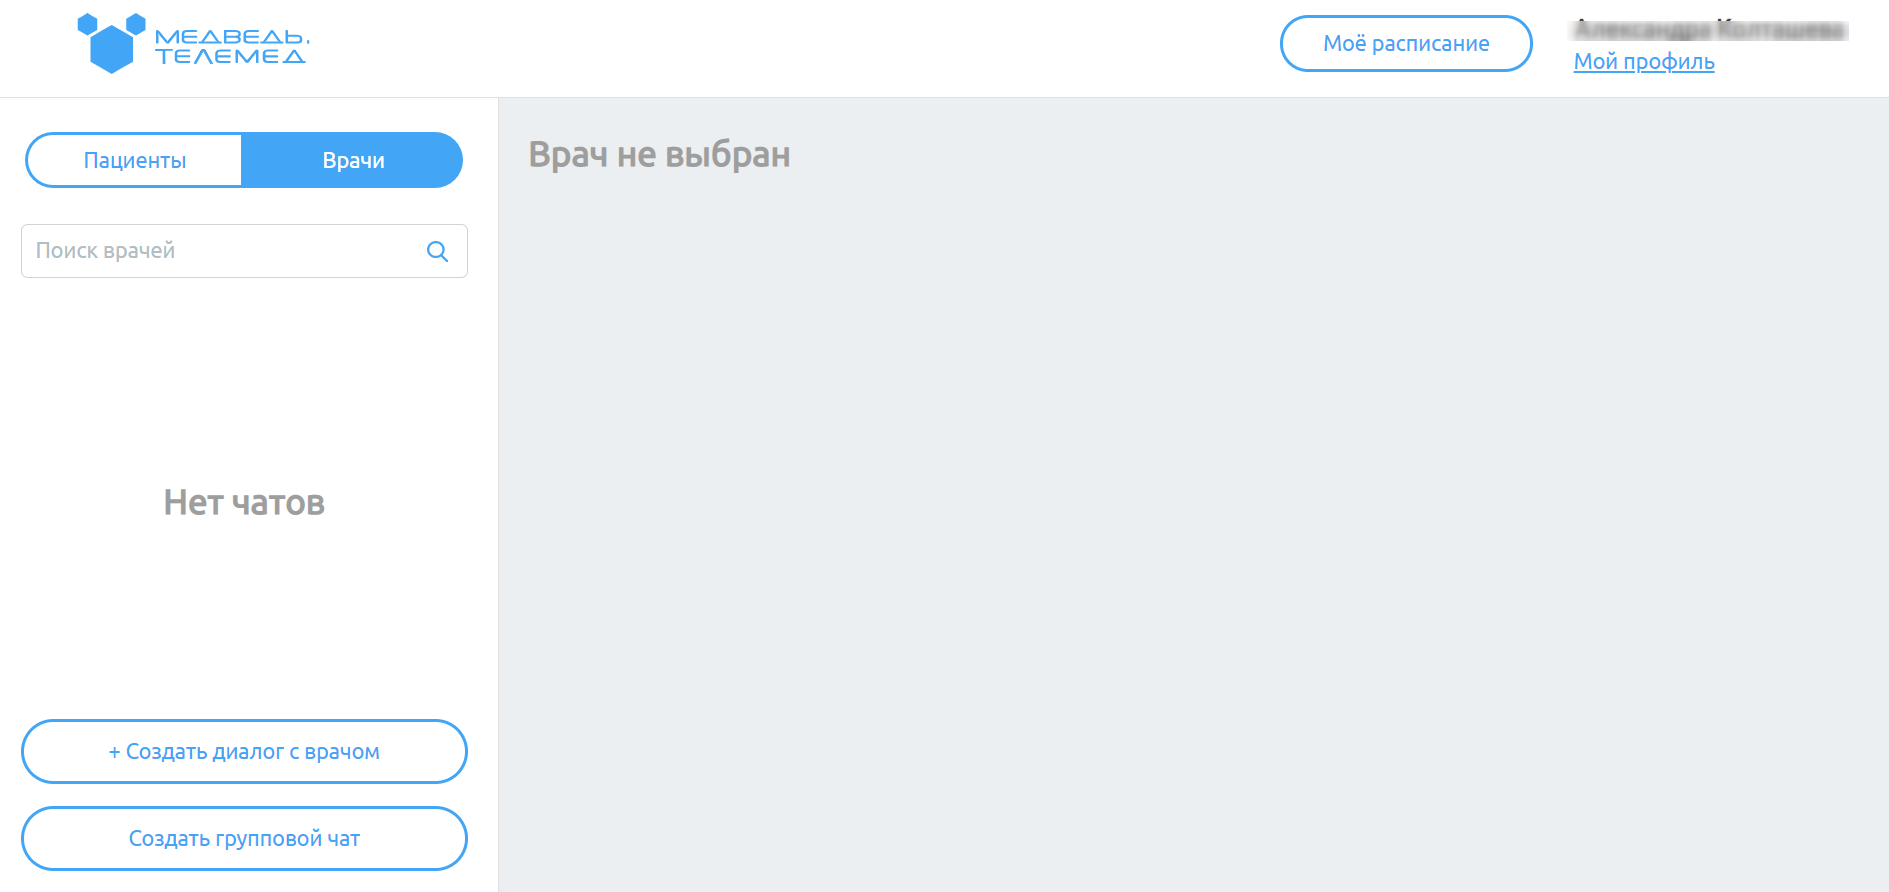 МЕДВЕДЬ.
ТЕЛЕМЕД
Моё расписание
Мой профиль
Пациенты
Врачи
Поиск врачей
Врач не выбран
Нет чатов
+ Создать диалог с врачом
Создать групповой чат